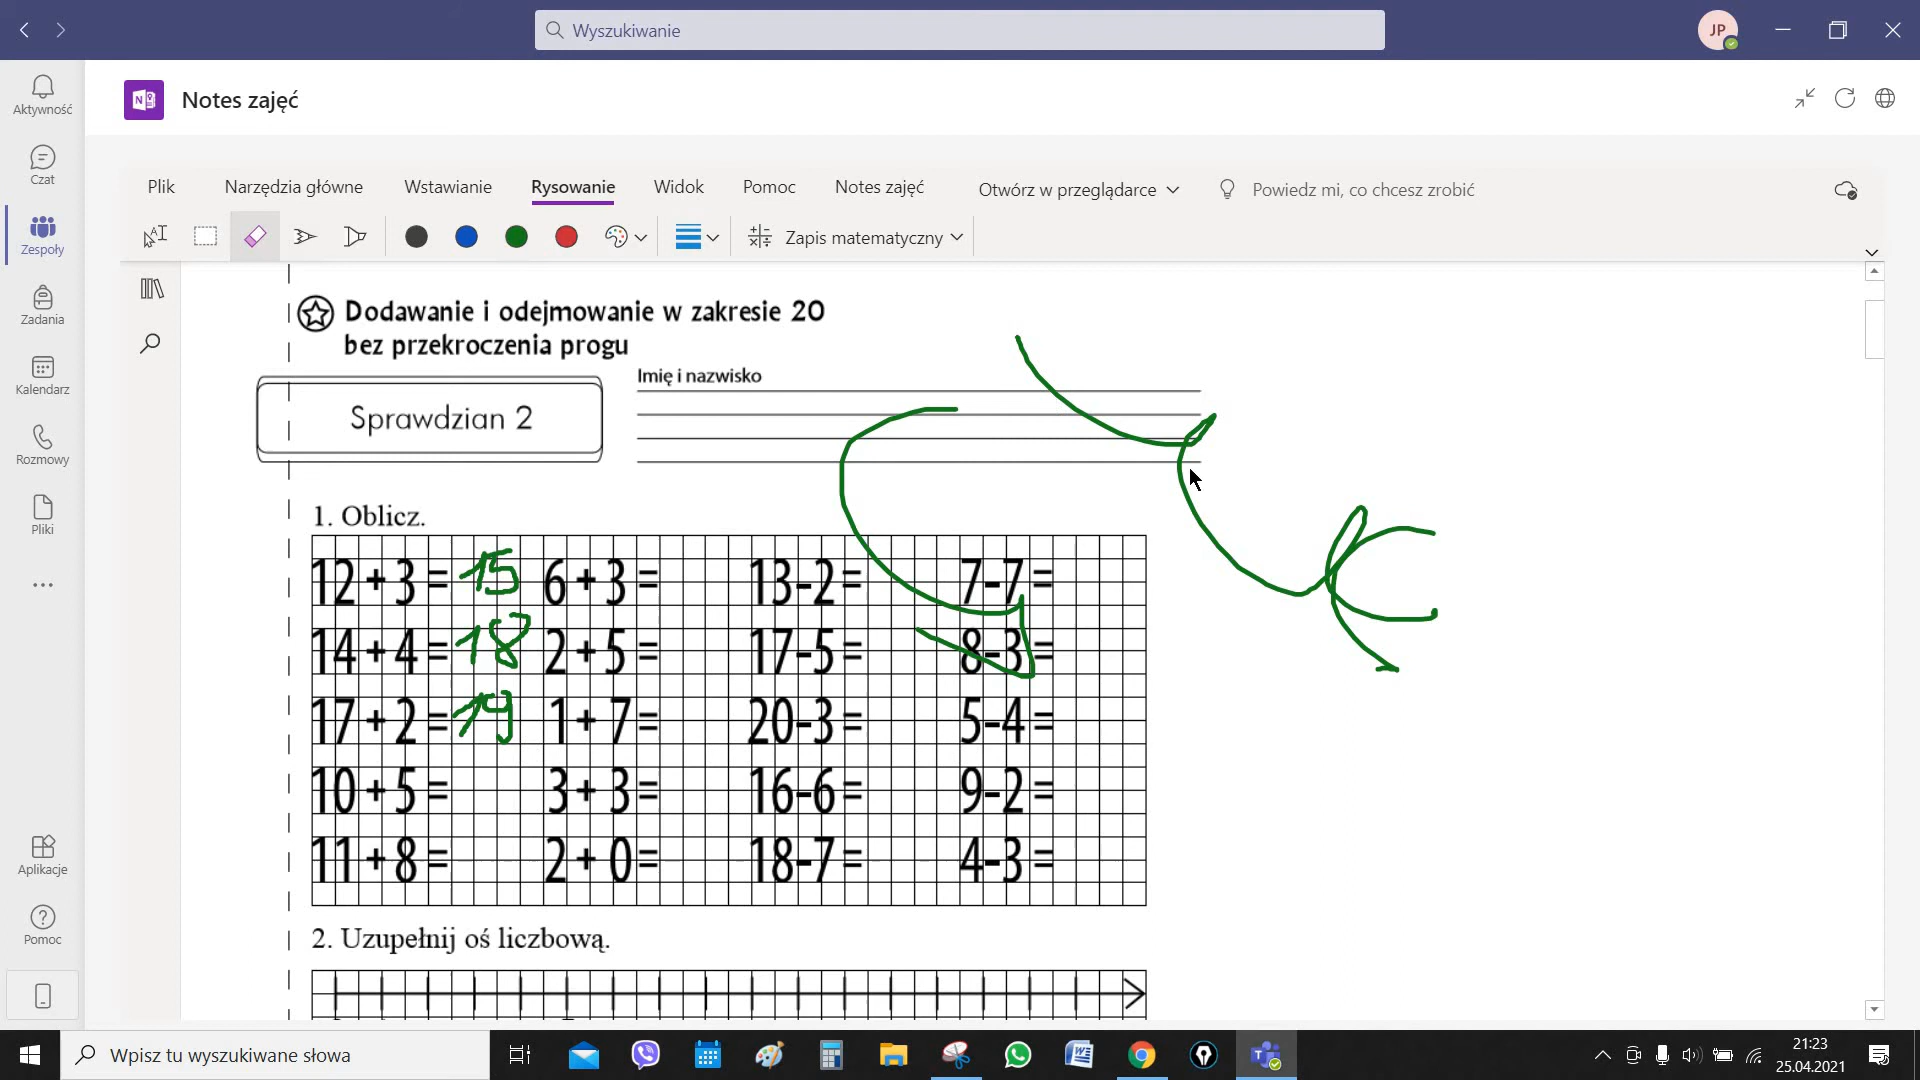 Wyszukiwanie
JP
Notes zajęć
Aktywność
Czat
Zespoły
Zadania
Kalendarz
Rozmowy
Pliki
Aplikacje
Pomoc
Plik Narzędzia główne Wstawianie Rysowanie Widok Pomoc Notes zajęć Otwórz w przeglądarce Powiedz mi, co chcesz zrobić
Zapis matematyczny
Dodawanie i odejmowanie w zakresie 20
bez przekroczenia progu
Imię i nazwisko
Sprawdzian 2
1. Oblicz.
12 + 3 = 15 6 + 3 = 13-2= 7-7=
14 + 4 = 18 2 + 5 = 17-5= 8-3=
17 + 2 = 19 1 + 7 = 20-3= 5-4=
10 + 5 = 3 + 3 = 16-6= 9-2=
11 + 8 = 2 + 0 = 18-7= 4-3=
2. Uzupełnij oś liczbową.
Wpisz tu wyszukiwane słowa
21:23
25.04.2021